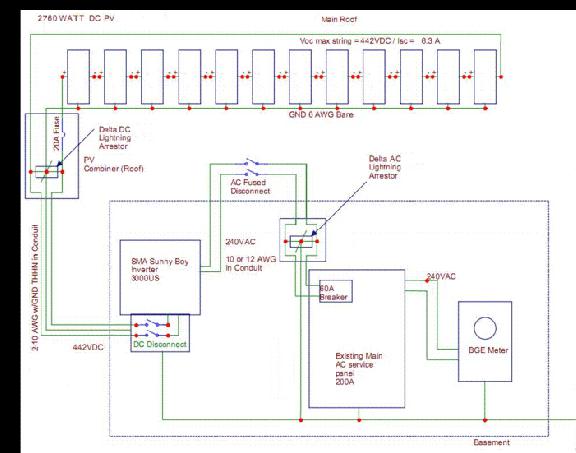 2760 WATT DC PV
Main Roof
Voc max string = 442VDC / Isc = 8.3 A
GND 6 AWG Bare
20A Fuse
Delta DC
Lightning
Arrestor
PV
Combiner (Roof)
AC Fused
Disconnect
Delta AC
Lightning
Arrestor
2-10 AWG w/GND THHN in Conduit
SMA Sunny Boy
Inverter
3000US
240VAC
10 or 12 AWG
in Conduit
60A
Breaker
240VAC
BGE Meter
DC Disconnect
442VDC
Existing Main
AC service
panel
200A
Basement